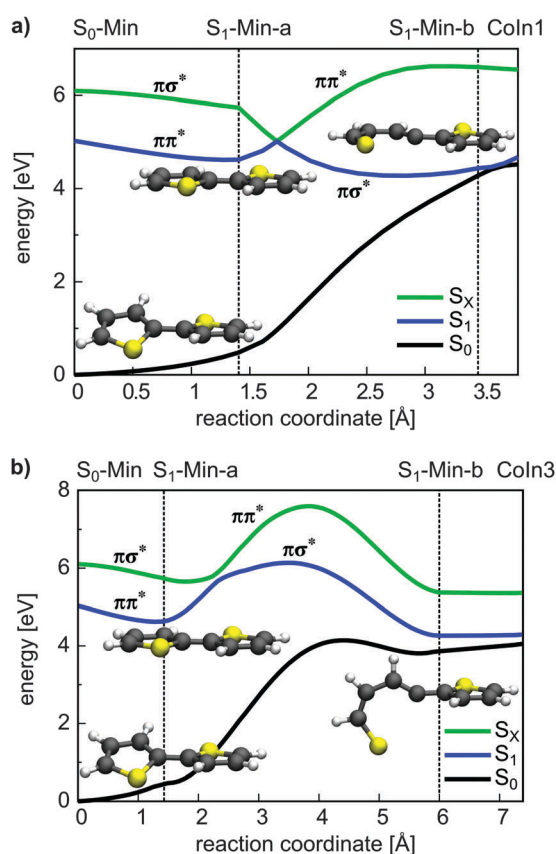 a)
S₀-Min S₁-Min-a S₁-Min-b CoIn1
πσ*
ππ*
ππ*
πσ*
energy [eV]
6
4
2
0
Sₓ
S₁
S₀
0 0.5 1 1.5 2 2.5 3 3.5
reaction coordinate [Å]
b)
S₀-Min S₁-Min-a S₁-Min-b CoIn3
8
6
4
2
0
energy [eV]
ππ*
πσ*
πσ*
ππ*
Sₓ
S₁
S₀
0 1 2 3 4 5 6 7
reaction coordinate [Å]